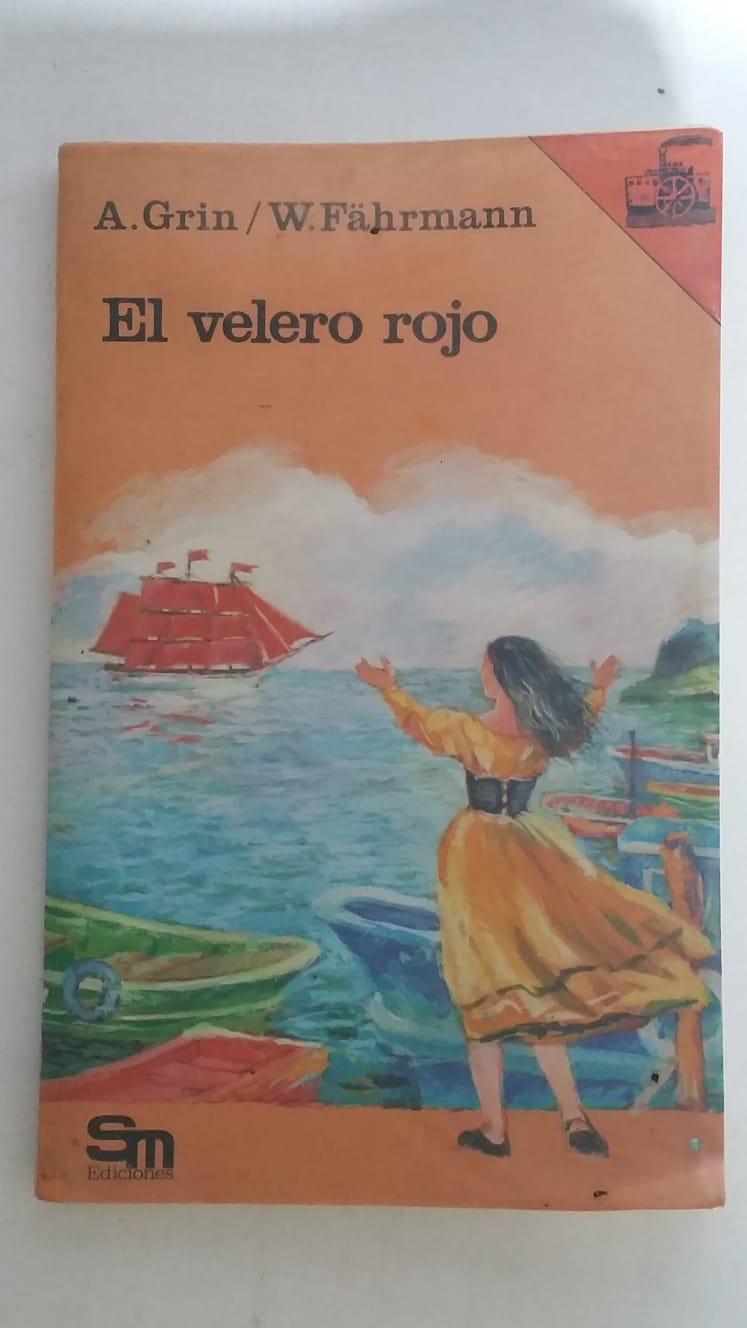 A.Grin/W.Fährmann
El velero rojo
Sm
Ediciones